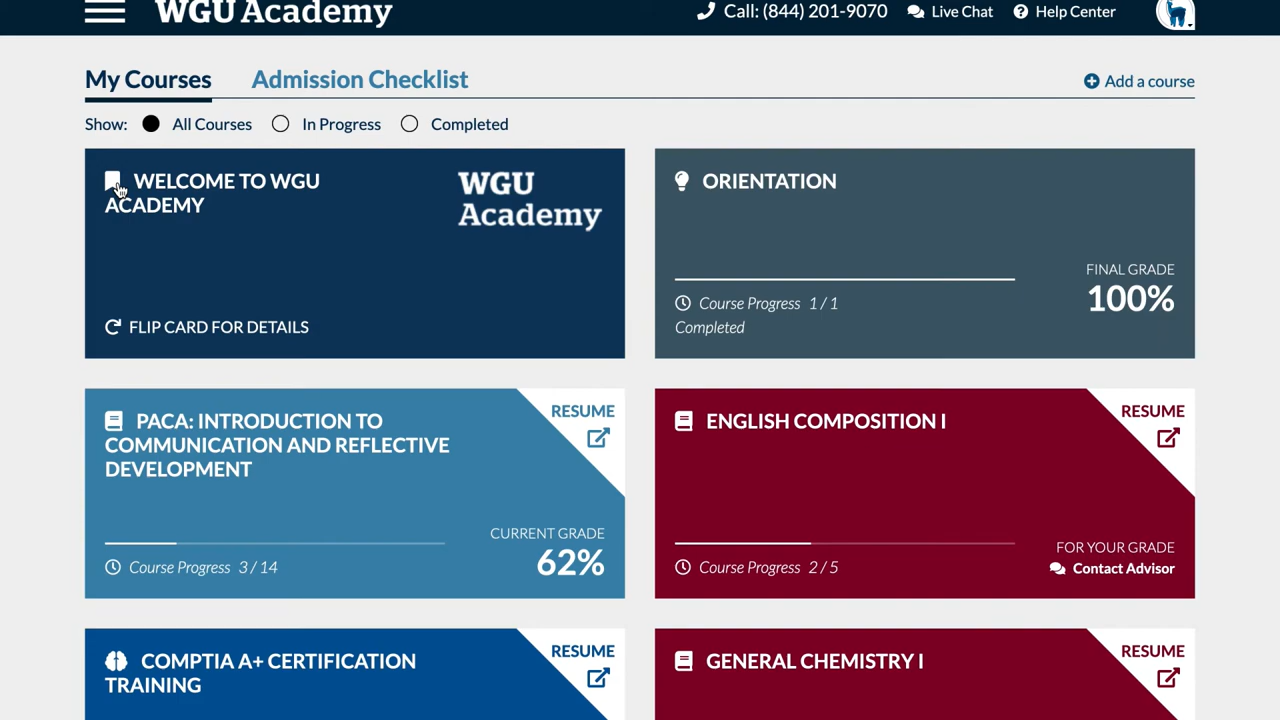 WGU Academy
Call: (844) 201-9070
Live Chat
Help Center
My Courses
Admission Checklist
Add a course
Show:
All Courses
In Progress
Completed
WELCOME TO WGU
ACADEMY
WGU
Academy
FLIP CARD FOR DETAILS
ORIENTATION
Course Progress 1 / 1
Completed
FINAL GRADE
100%
PACA: INTRODUCTION TO
COMMUNICATION AND REFLECTIVE
DEVELOPMENT
RESUME
Course Progress 3 / 14
CURRENT GRADE
62%
ENGLISH COMPOSITION I
RESUME
Course Progress 2 / 5
FOR YOUR GRADE
Contact Advisor
COMPTIA A+ CERTIFICATION
TRAINING
RESUME
GENERAL CHEMISTRY I
RESUME